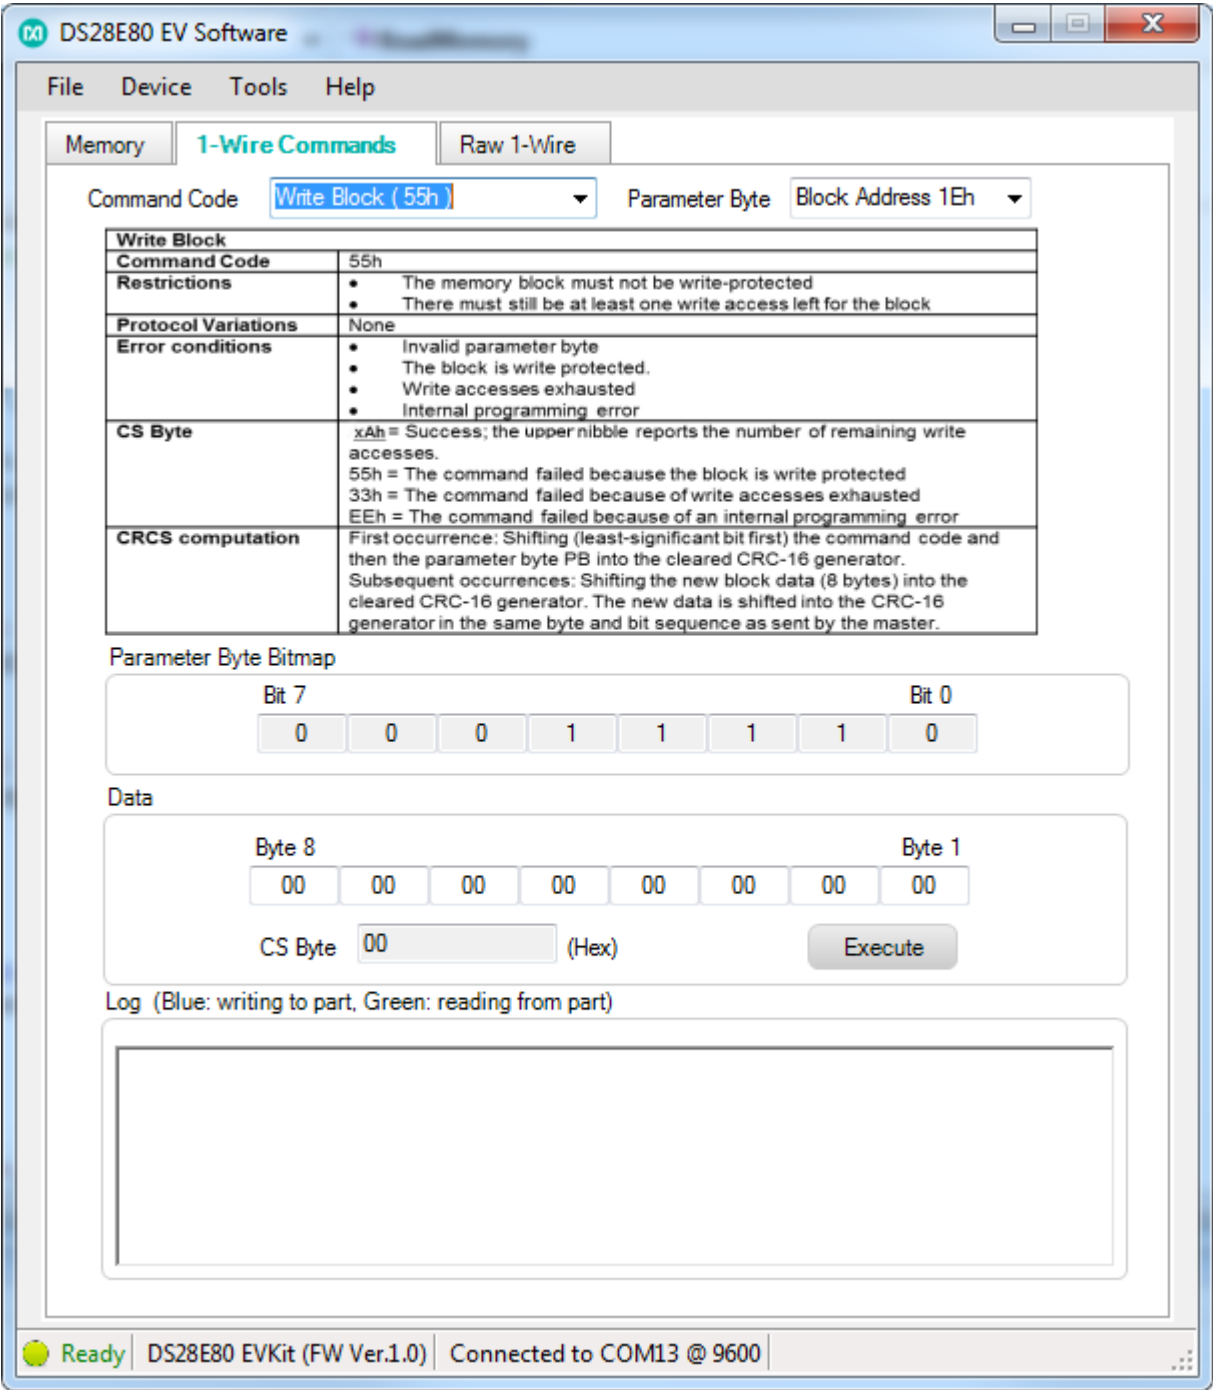 DS28E80 EV Software
File Device Tools Help
Memory 1-Wire Commands Raw 1-Wire
Command Code Write Block ( 55h ) Parameter Byte Block Address 1Eh
Write Block
Command Code 55h
Restrictions • The memory block must not be write-protected
• There must still be at least one write access left for the block
Protocol Variations None
Error conditions • Invalid parameter byte
• The block is write protected.
• Write accesses exhausted
• Internal programming error
CS Byte xAh = Success; the upper nibble reports the number of remaining write
accesses.
55h = The command failed because the block is write protected
33h = The command failed because of write accesses exhausted
EEh = The command failed because of an internal programming error
CRCS computation First occurrence: Shifting (least-significant bit first) the command code and
then the parameter byte PB into the cleared CRC-16 generator.
Subsequent occurrences: Shifting the new block data (8 bytes) into the
cleared CRC-16 generator. The new data is shifted into the CRC-16
generator in the same byte and bit sequence as sent by the master.
Parameter Byte Bitmap
Bit 7 Bit 0
0 0 0 1 1 1 1 0
Data
Byte 8 Byte 1
00 00 00 00 00 00 00 00
CS Byte 00 (Hex) Execute
Log (Blue: writing to part, Green: reading from part)
Ready DS28E80 EVKit (FW Ver.1.0) Connected to COM13 @ 9600